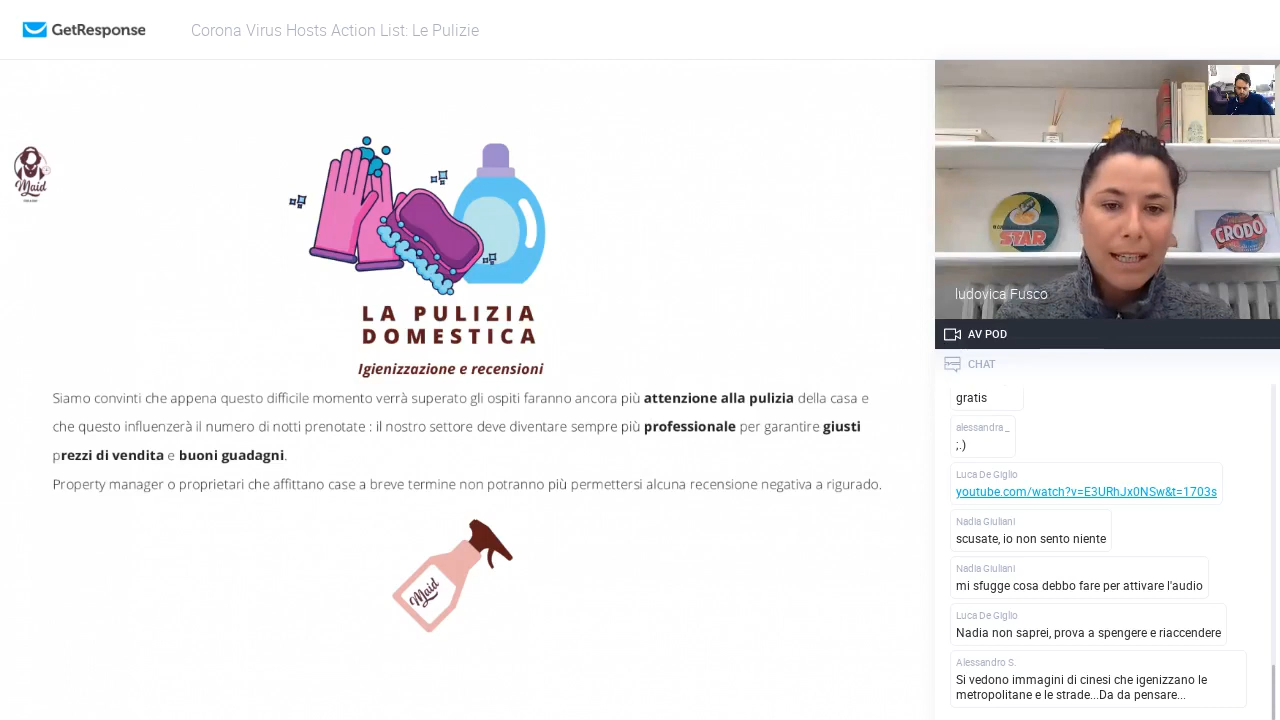 GetResponse
Corona Virus Hosts Action List: Le Pulizie
Maid
LA PULIZIA
DOMESTICA
Igienizzazione e recensioni
Siamo convinti che appena questo difficile momento verrà superato gli ospiti faranno ancora più attenzione alla pulizia della casa e
che questo influenzerà il numero di notti prenotate : il nostro settore deve diventare sempre più professionale per garantire giusti
prezzi di vendita e buoni guadagni.
Property manager o proprietari che affittano case a breve termine non potranno più permettersi alcuna recensione negativa a rigurado.
Maid
STAR
CRODO
ludovica Fusco
AV POD
CHAT
gratis
alessandra _
;.)
Luca De Giglio
youtube.com/watch?v=E3URhJx0NSw&t=1703s
Nadia Giuliani
scusate, io non sento niente
Nadia Giuliani
mi sfugge cosa debbo fare per attivare l'audio
Luca De Giglio
Nadia non saprei, prova a spengere e riaccendere
Alessandro S.
Si vedono immagini di cinesi che igenizzano le
metropolitane e le strade...Da da pensare...